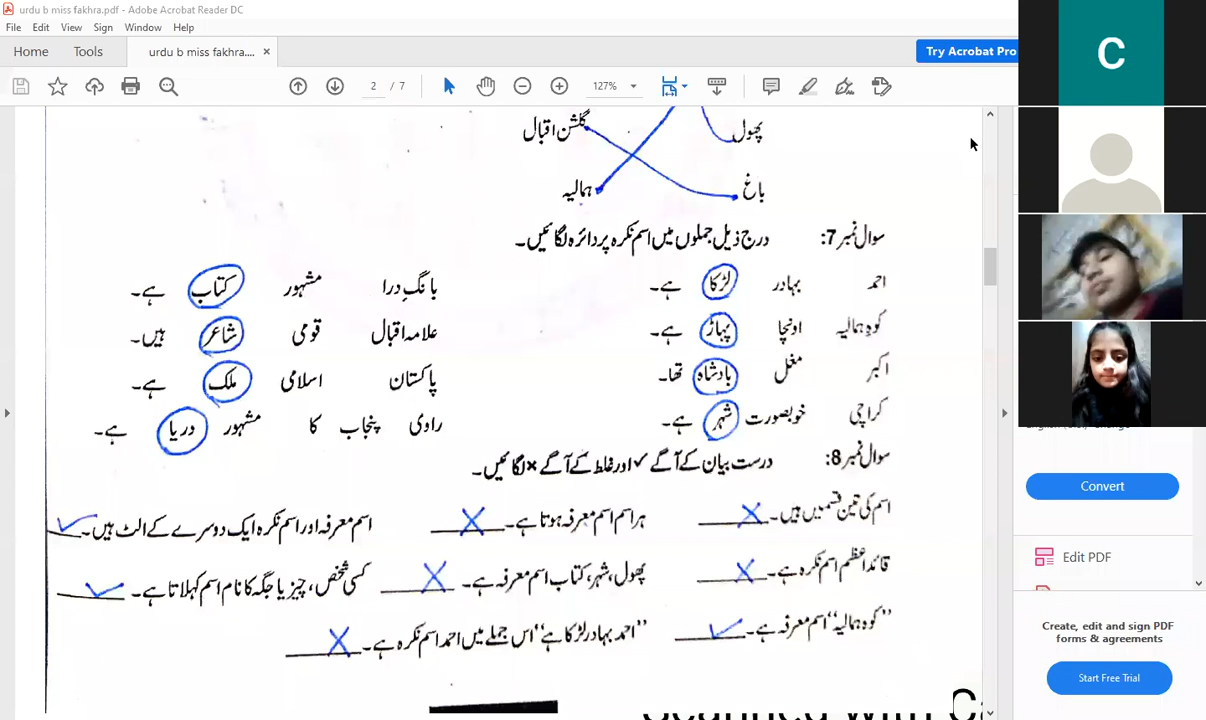 urdu b miss fakhra.pdf - Adobe Acrobat Reader DC
File Edit View Sign Window Help
Home Tools urdu b miss fakhra.... × Try Acrobat Pro
2 / 7 127%
C
گلشن اقبال پھول
ہمالیہ باغ
سوال نمبر 7: درج ذیل جملوں میں اسم نکرہ پر دائرہ لگائیں۔
احمد بہادر لڑکا ہے۔ بانگِ درا مشہور کتاب ہے۔
کوہ ہمالیہ اونچا پہاڑ ہے۔ علامہ اقبال قومی شاعر ہیں۔
اکبر مغل بادشاہ تھا۔ پاکستان اسلامی ملک ہے۔
کراچی خوبصورت شہر ہے۔ راوی پنجاب کا مشہور دریا ہے۔
سوال نمبر 8: درست بیان کے آگے ✓ اور غلط کے آگے × لگائیں۔
اسم کی تین قسمیں ہیں۔ X ہر اسم اسم معرفہ ہوتا ہے۔ X اسم معرفہ اور اسم نکرہ ایک دوسرے کے الٹ ہیں۔ ✓
قائد اعظم اسم نکرہ ہے۔ X پھول، شہر، کتاب اسم معرفہ ہے۔ X کسی شخص، چیز یا جگہ کا نام اسم کہلاتا ہے۔ ✓
"کوہ ہمالیہ" اسم معرفہ ہے۔ ✓ "احمد بہادر لڑکا ہے" اس جملے میں احمد اسم نکرہ ہے۔ X
Convert
Edit PDF
Create, edit and sign PDF
forms & agreements
Start Free Trial